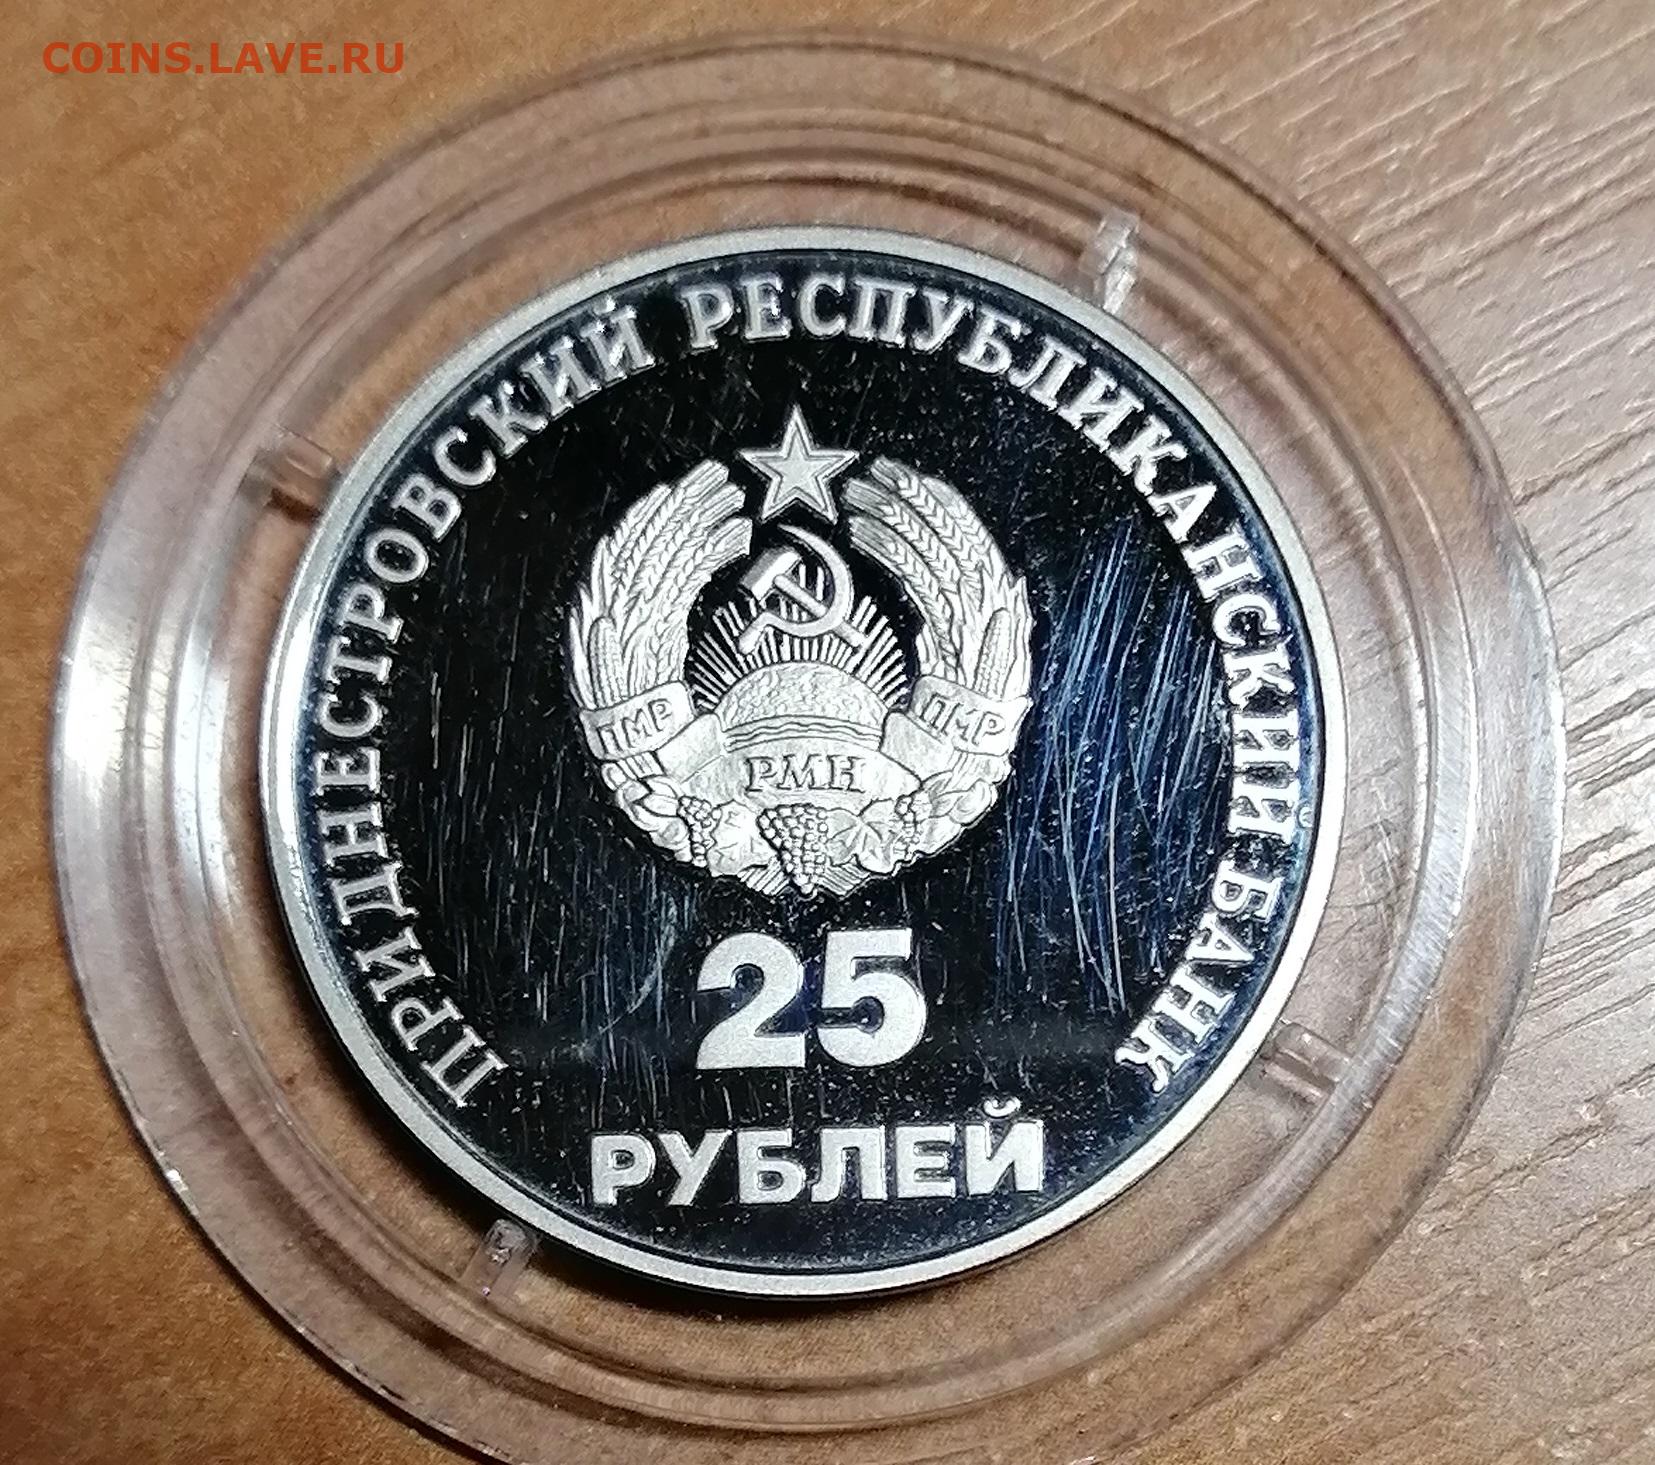 COINS.LAVE.RU
ПРИДНЕСТРОВСКИЙ РЕСПУБЛИКАНСКИЙ БАНК
ПМР
ПМР
РМН
25
РУБЛЕЙ